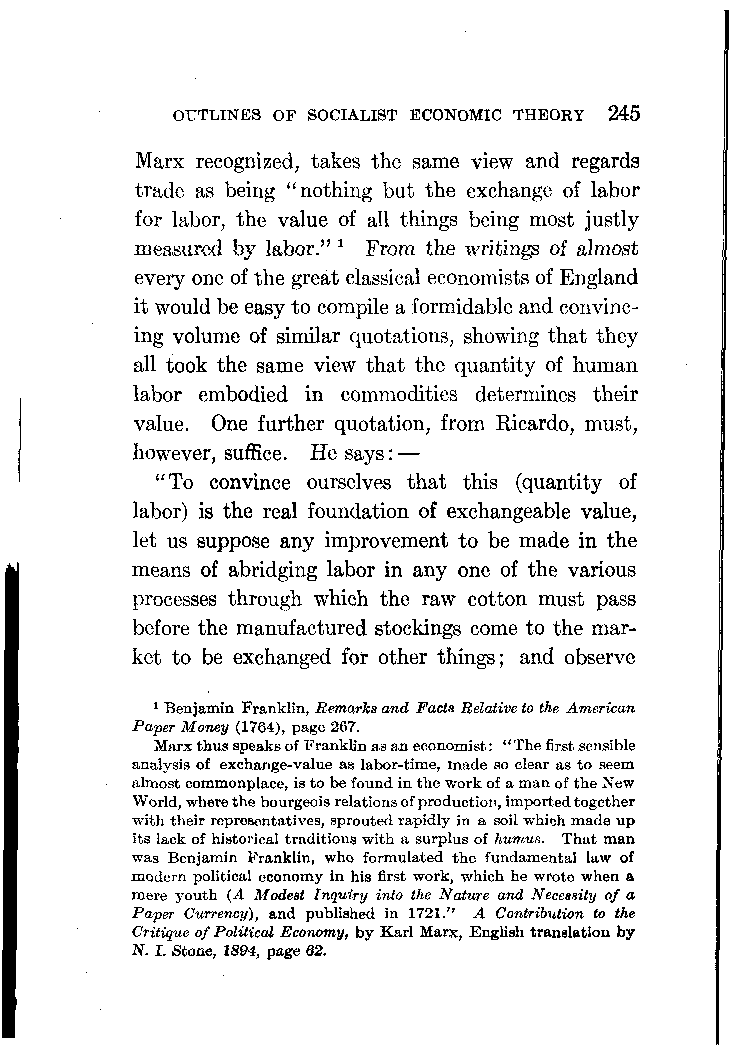 OUTLINES OF SOCIALIST ECONOMIC THEORY 245
Marx recognized, takes the same view and regards
trade as being "nothing but the exchange of labor
for labor, the value of all things being most justly
measured by labor." ¹ From the writings of almost
every one of the great classical economists of England
it would be easy to compile a formidable and convinc-
ing volume of similar quotations, showing that they
all took the same view that the quantity of human
labor embodied in commodities determines their
value. One further quotation, from Ricardo, must,
however, suffice. He says: —
"To convince ourselves that this (quantity of
labor) is the real foundation of exchangeable value,
let us suppose any improvement to be made in the
means of abridging labor in any one of the various
processes through which the raw cotton must pass
before the manufactured stockings come to the mar-
ket to be exchanged for other things; and observe
¹ Benjamin Franklin, Remarks and Facts Relative to the American
Paper Money (1764), page 267.
Marx thus speaks of Franklin as an economist: "The first sensible
analysis of exchange-value as labor-time, made so clear as to seem
almost commonplace, is to be found in the work of a man of the New
World, where the bourgeois relations of production, imported together
with their representatives, sprouted rapidly in a soil which made up
its lack of historical traditions with a surplus of humus. That man
was Benjamin Franklin, who formulated the fundamental law of
modern political economy in his first work, which he wrote when a
mere youth (A Modest Inquiry into the Nature and Necessity of a
Paper Currency), and published in 1721." A Contribution to the
Critique of Political Economy, by Karl Marx, English translation by
N. I. Stone, 1894, page 62.